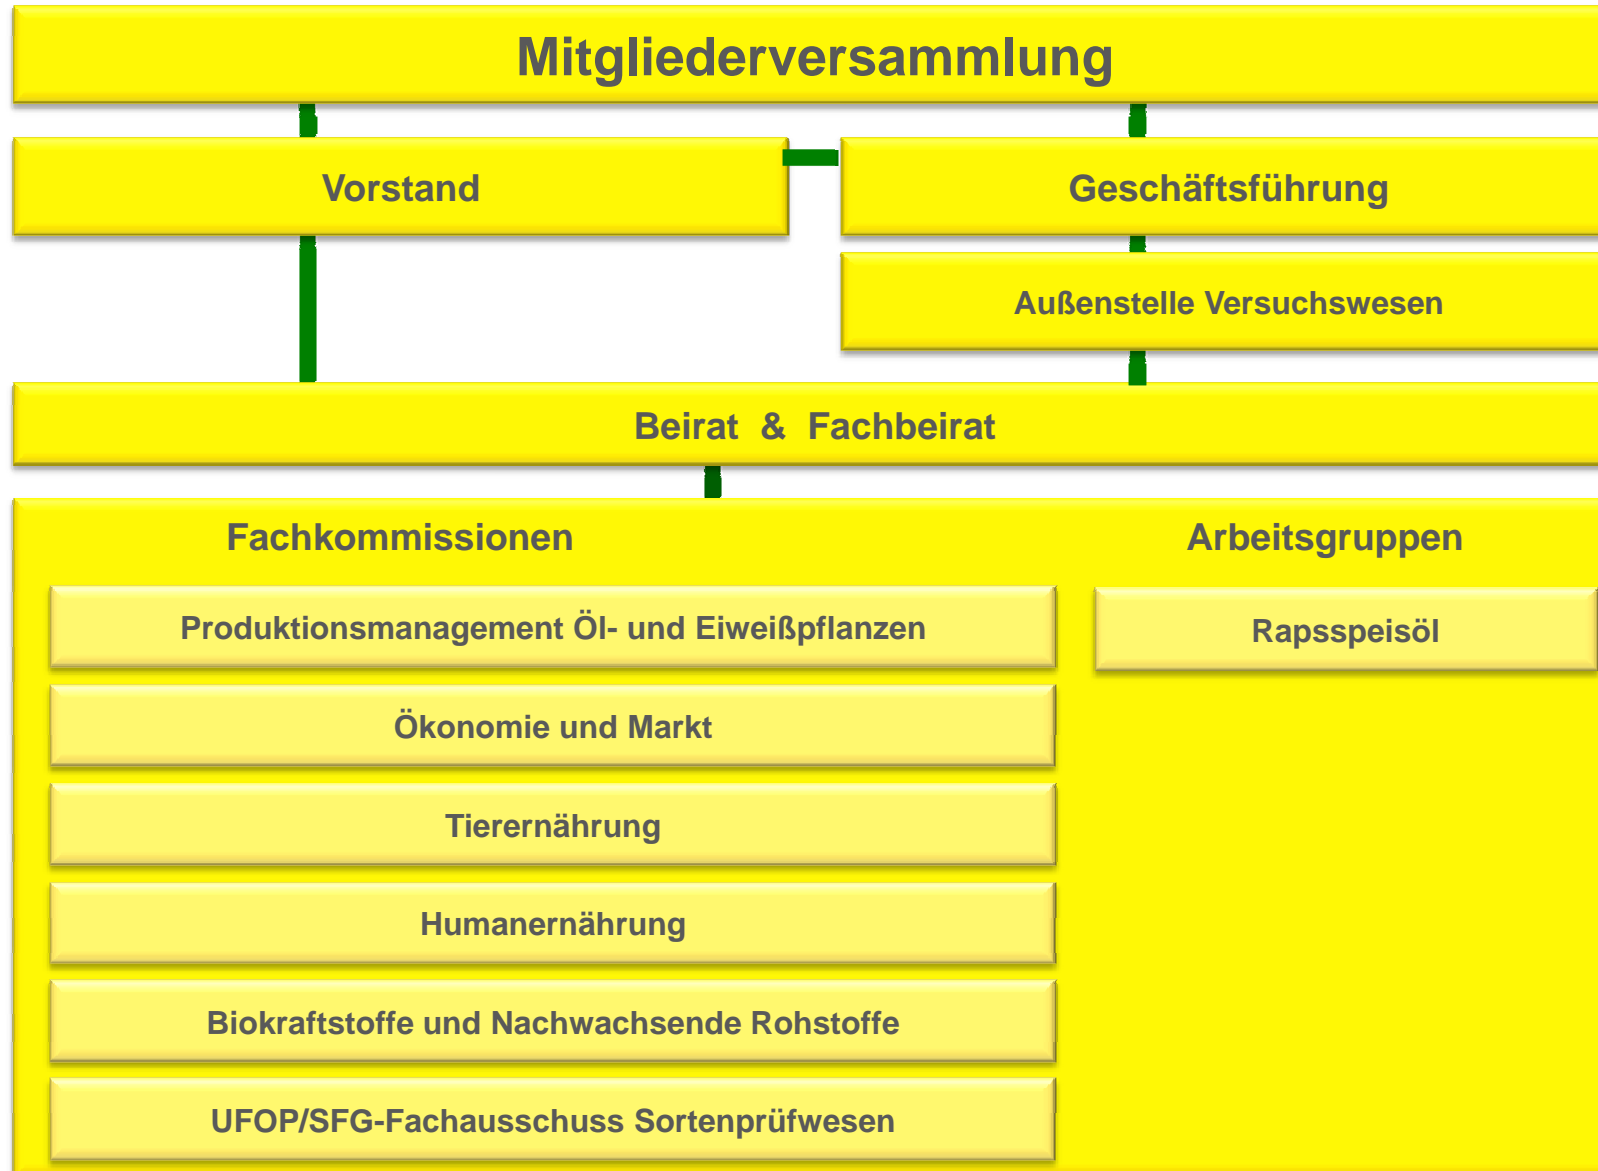 Mitgliederversammlung
Vorstand
Geschäftsführung
Außenstelle Versuchswesen
Beirat & Fachbeirat
Fachkommissionen
Arbeitsgruppen
Produktionsmanagement Öl- und Eiweißpflanzen
Rapsspeisöl
Ökonomie und Markt
Tierernährung
Humanernährung
Biokraftstoffe und Nachwachsende Rohstoffe
UFOP/SFG-Fachausschuss Sortenprüfwesen